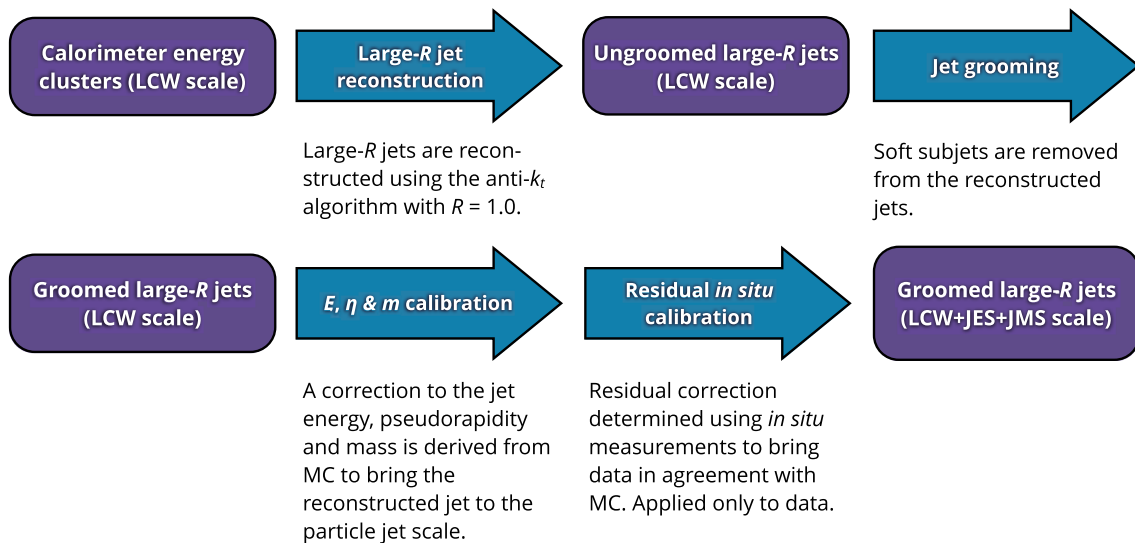 Calorimeter energy
clusters (LCW scale)
Large-R jet
reconstruction
Ungroomed large-R jets
(LCW scale)
Jet grooming
Large-R jets are recon-
structed using the anti-kt
algorithm with R = 1.0.
Soft subjets are removed
from the reconstructed
jets.
Groomed large-R jets
(LCW scale)
E, η & m calibration
Residual in situ
calibration
Groomed large-R jets
(LCW+JES+JMS scale)
A correction to the jet
energy, pseudorapidity
and mass is derived from
MC to bring the
reconstructed jet to the
particle jet scale.
Residual correction
determined using in situ
measurements to bring
data in agreement with
MC. Applied only to data.